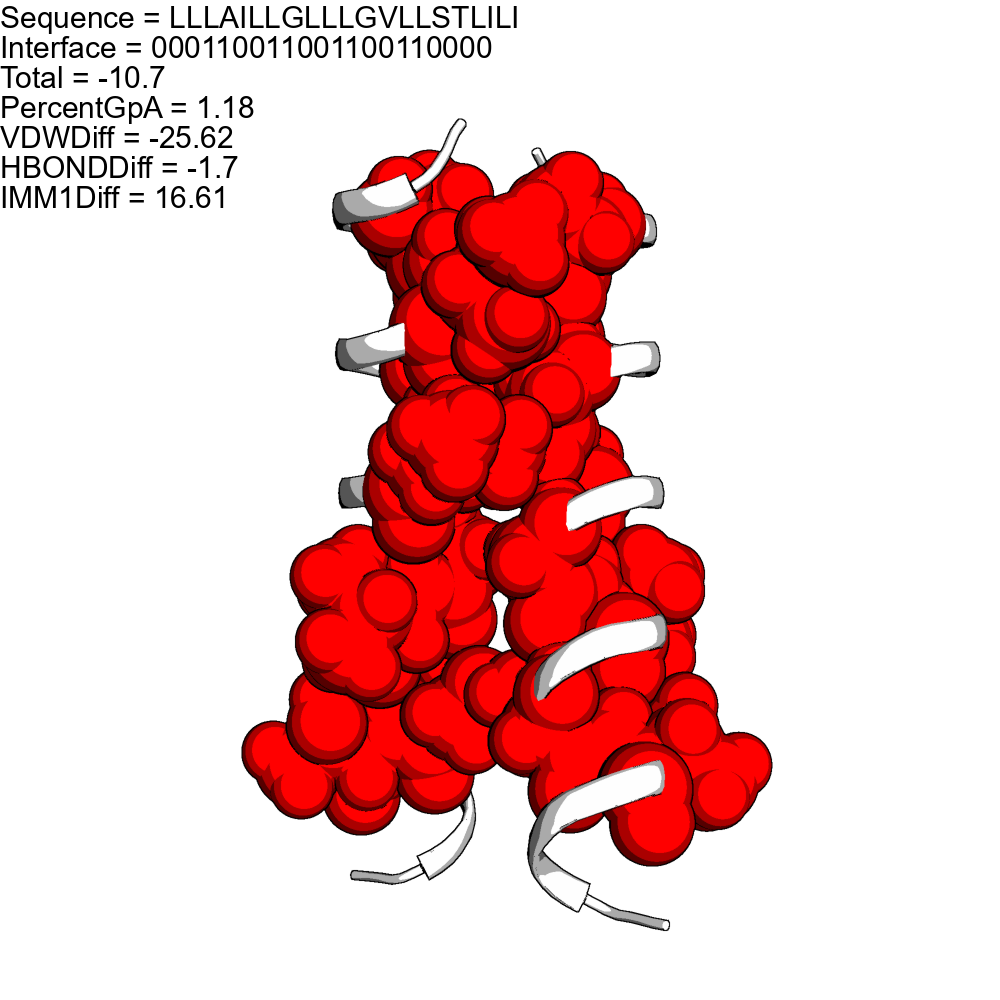 Sequence = LLLAILLGLLLGVLLSTLILI
Interface = 000110011001100110000
Total = -10.7
PercentGpA = 1.18
VDWDiff = -25.62
HBONDDiff = -1.7
IMM1Diff = 16.61